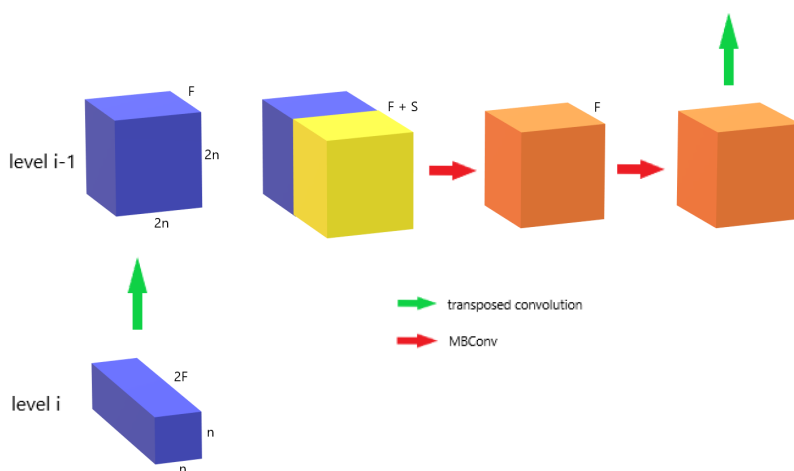 F
F + S
F
level i-1
2n
2n
transposed convolution
MBConv
2F
level i
n
n